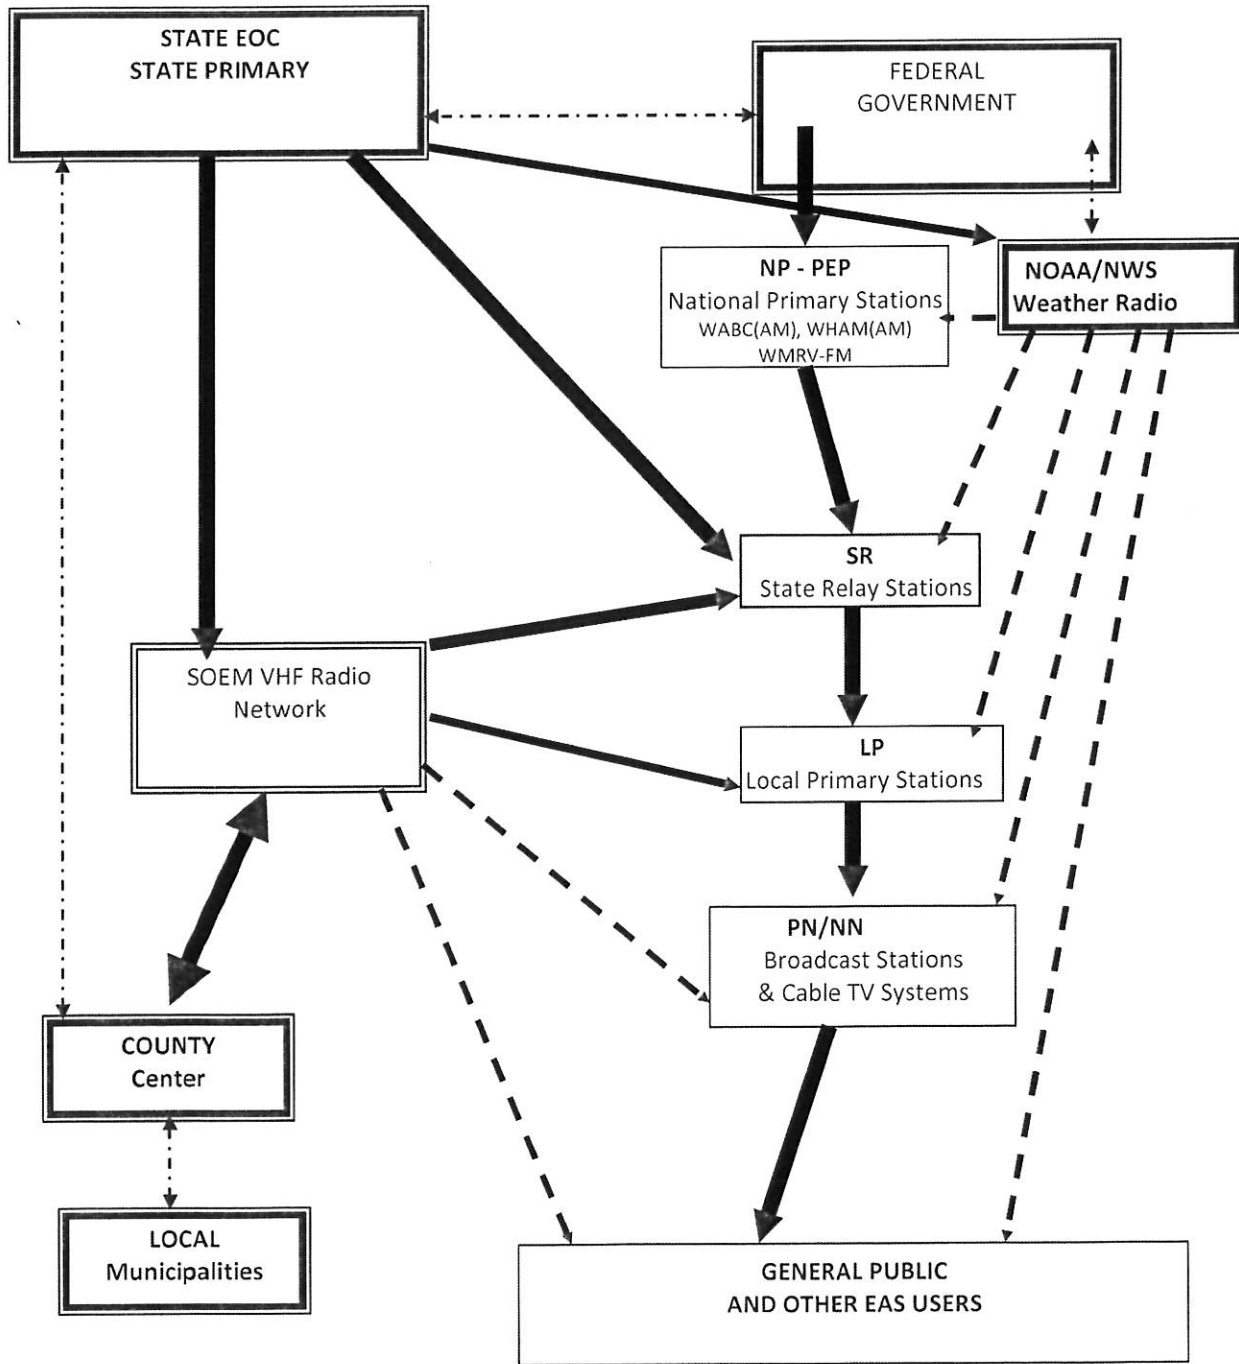 STATE EOC
STATE PRIMARY
FEDERAL
GOVERNMENT
NP - PEP
National Primary Stations
WABC(AM), WHAM(AM)
WMRV-FM
NOAA/NWS
Weather Radio
SR
State Relay Stations
SOEM VHF Radio
Network
LP
Local Primary Stations
PN/NN
Broadcast Stations
& Cable TV Systems
COUNTY
Center
LOCAL
Municipalities
GENERAL PUBLIC
AND OTHER EAS USERS